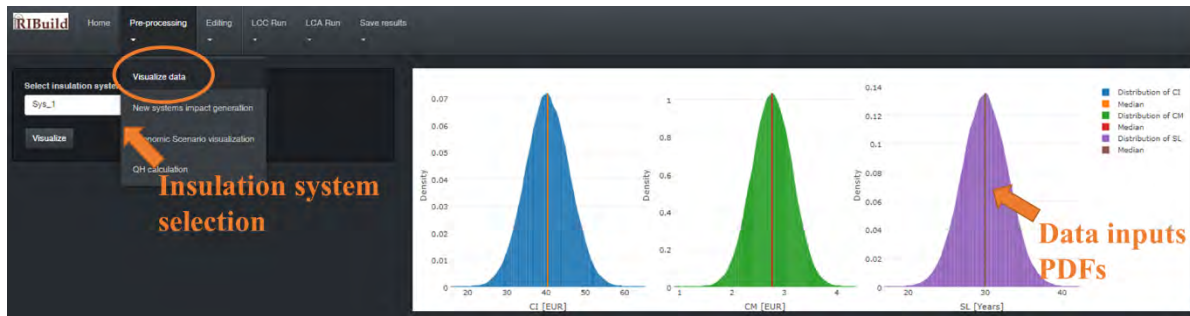 RIBuild Home Pre-processing Editing LCC Run LCA Run Save results
Visualize data
Select insulation syste
Sys_1
New systems impact generation
Visualize
onomic Scenario visualization
QH calculation
Insulation system
selection
Density
0.07
0.06
0.05
0.04
0.03
0.02
0.01
0
20 30 40 50 60
CI [EUR]
Density
1
0.8
0.6
0.4
0.2
0
1 2 3 4
CM [EUR]
Density
0.14
0.12
0.1
0.08
0.06
0.04
0.02
0
20 30 40
SL [Years]
Distribution of CI
Median
Distribution of CM
Median
Distribution of SL
Median
Data inputs
PDFs